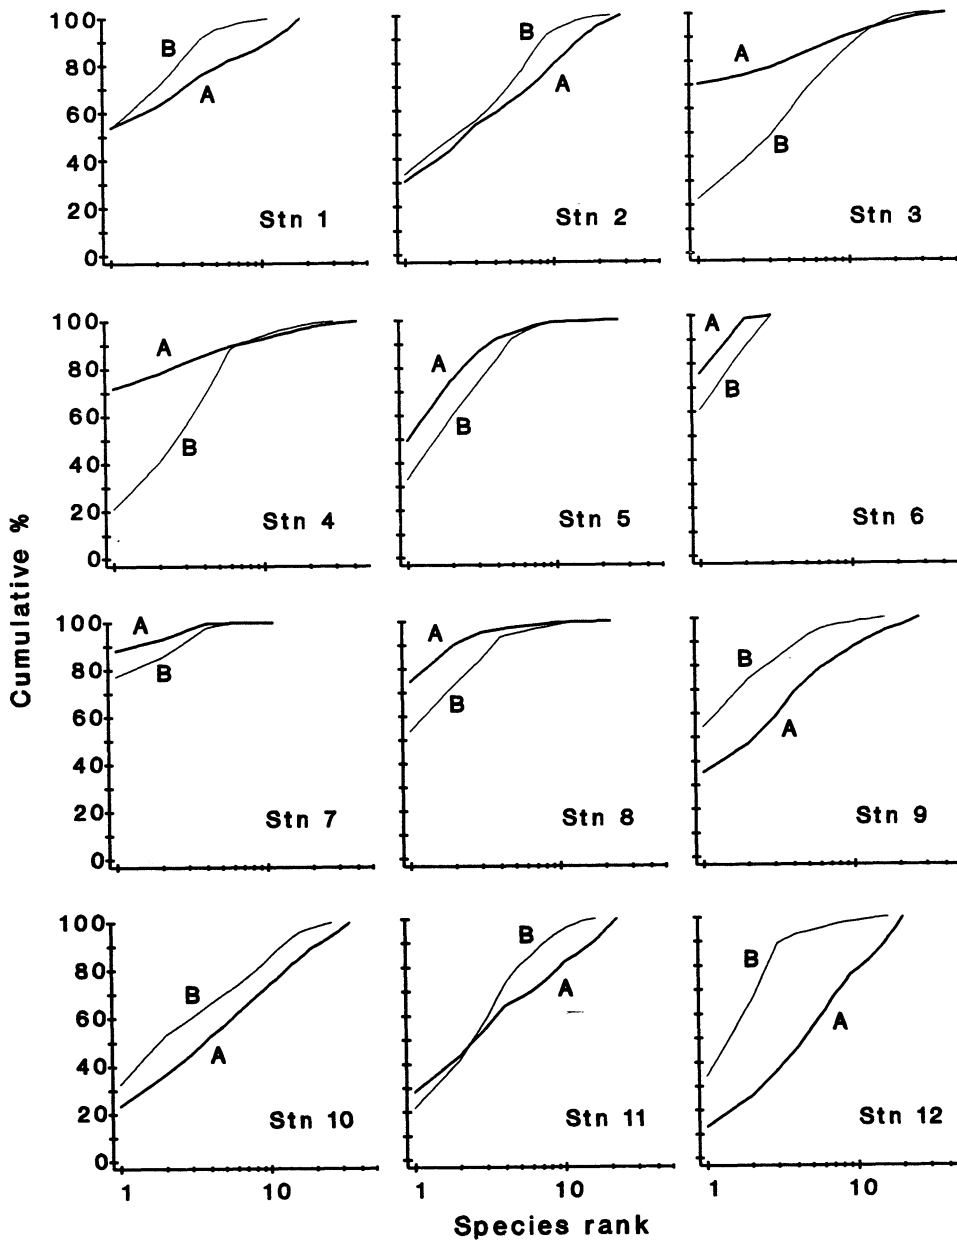 100
80
60
40
20
0
B
A
Stn 1
B
A
Stn 2
A
B
Stn 3
100
80
60
40
20
0
A
B
Stn 4
A
B
Stn 5
A
B
Stn 6
100
80
60
40
20
0
A
B
Stn 7
A
B
Stn 8
B
A
Stn 9
100
80
60
40
20
0
B
A
Stn 10
B
A
Stn 11
B
A
Stn 12
1 10 1 10 1 10
Cumulative %
Species rank